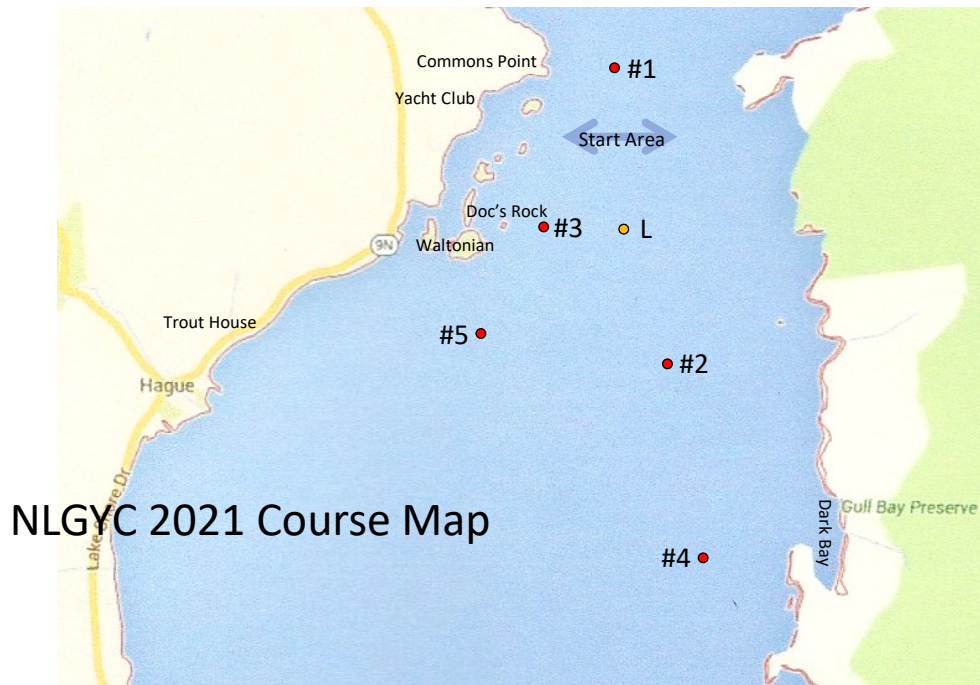 Commons Point
#1
Yacht Club
Start Area
Doc's Rock
#3
L
9N
Waltonian
Trout House
#5
#2
Hague
Lake Shore Dr
NLGYC 2021 Course Map
Dark Bay
Gull Bay Preserve
#4